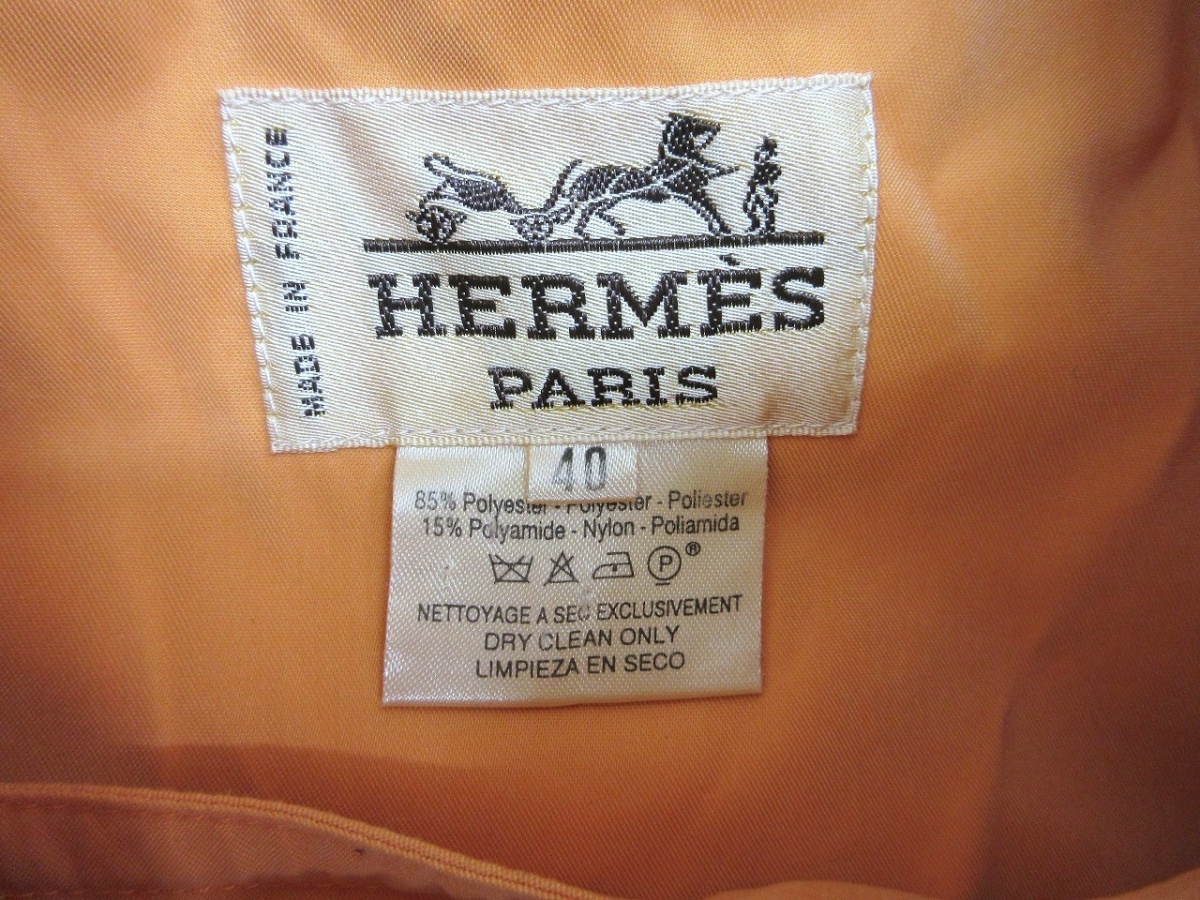 MADE IN FRANCE
HERMÈS
PARIS
40
85% Polyester - Polyester - Poliester
15% Polyamide - Nylon - Poliamida
P®
NETTOYAGE A SEC EXCLUSIVEMENT
DRY CLEAN ONLY
LIMPIEZA EN SECO